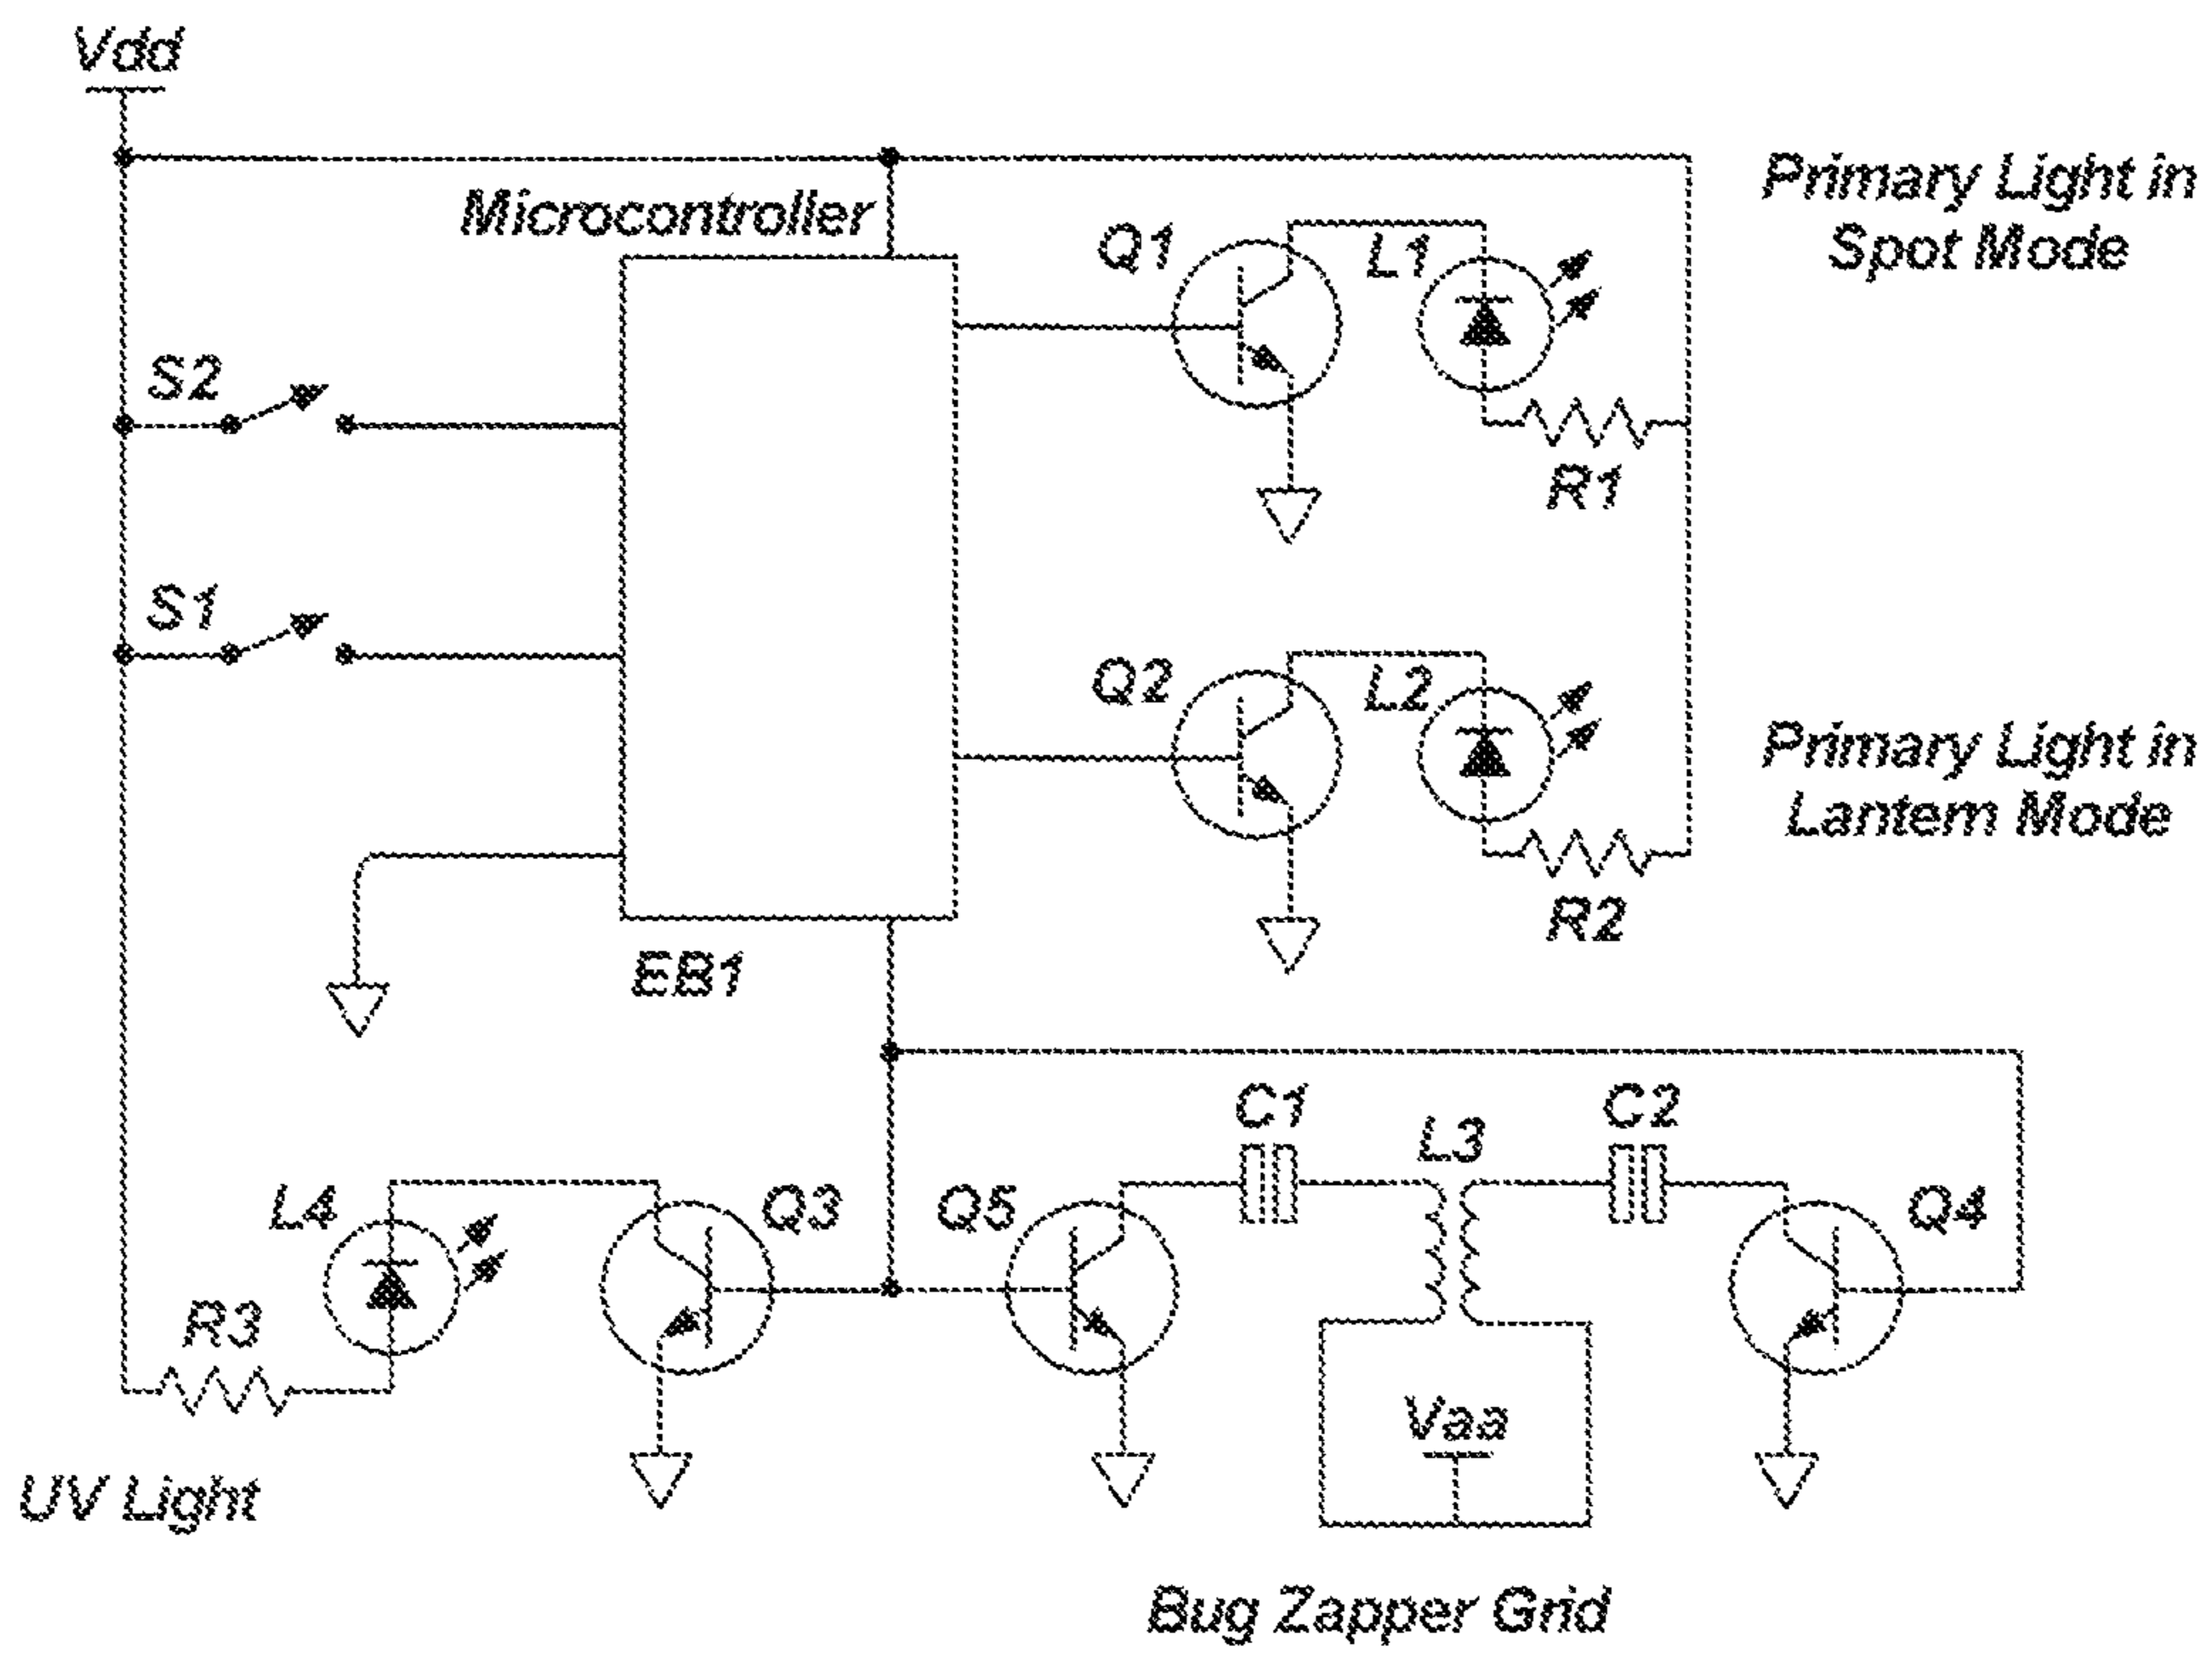 Vdd
Microcontroller
Q1
L1
Primary Light in
Spot Mode
S2
R1
S1
Q2
L2
Primary Light in
Lantern Mode
R2
EB1
C1
L3
C2
L4
Q3
Q5
Q4
R3
Vaa
UV Light
Bug Zapper Grid